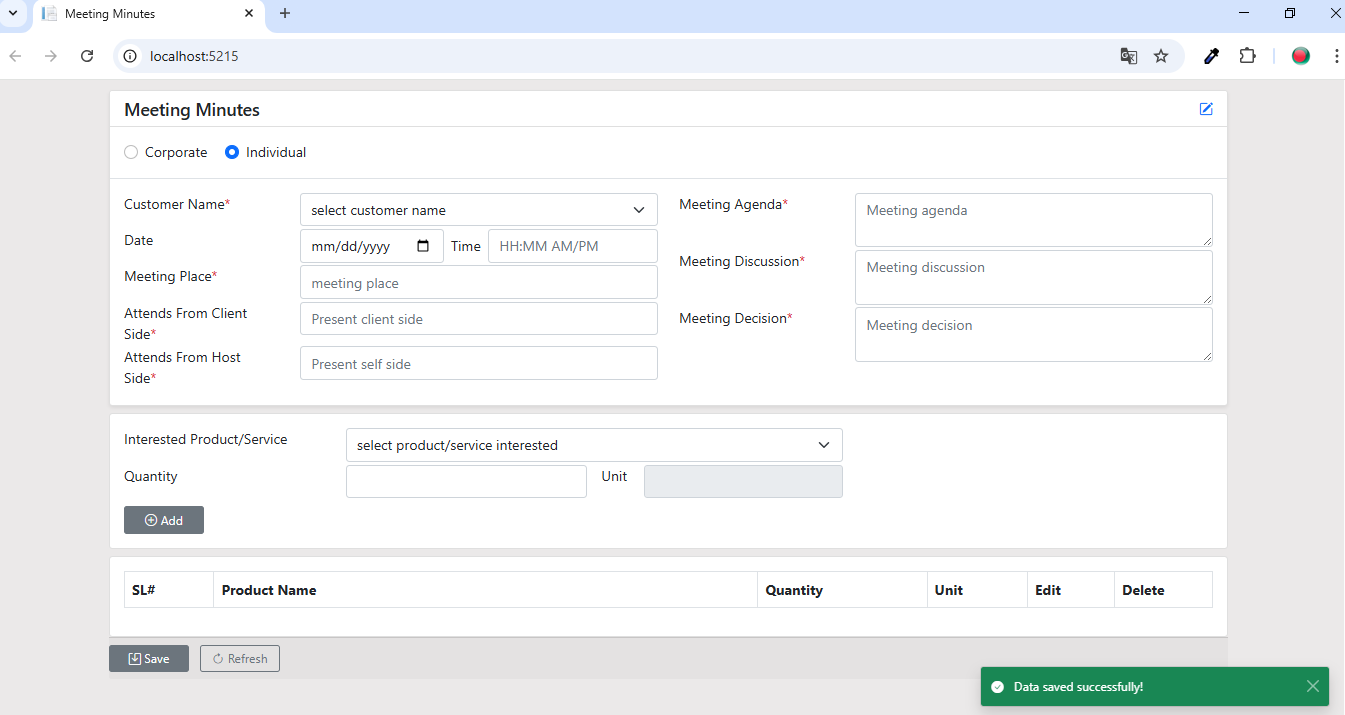 Meeting Minutes
localhost:5215
Meeting Minutes
Corporate Individual
Customer Name* select customer name
Date mm/dd/yyyy Time HH:MM AM/PM
Meeting Place* meeting place
Attends From Client
Side* Present client side
Attends From Host
Side* Present self side
Meeting Agenda* Meeting agenda
Meeting Discussion* Meeting discussion
Meeting Decision* Meeting decision
Interested Product/Service select product/service interested
Quantity Unit
Add
SL# Product Name Quantity Unit Edit Delete
Save Refresh
Data saved successfully!